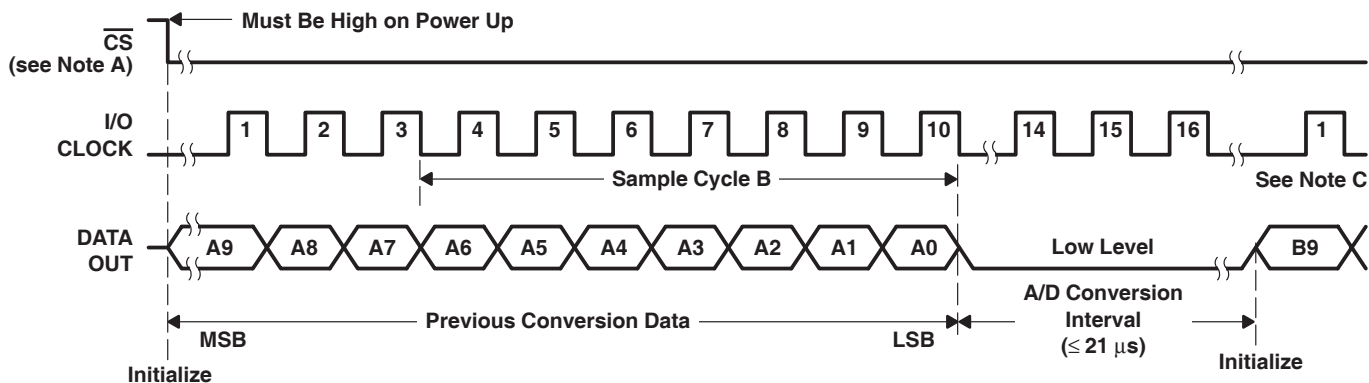 Must Be High on Power Up
CS
(see Note A)
I/O
CLOCK
1 2 3 4 5 6 7 8 9 10 14 15 16 1
Sample Cycle B
See Note C
DATA
OUT
A9 A8 A7 A6 A5 A4 A3 A2 A1 A0 Low Level B9
A/D Conversion
Interval
(≤ 21 μs)
Previous Conversion Data
MSB
LSB
Initialize
Initialize